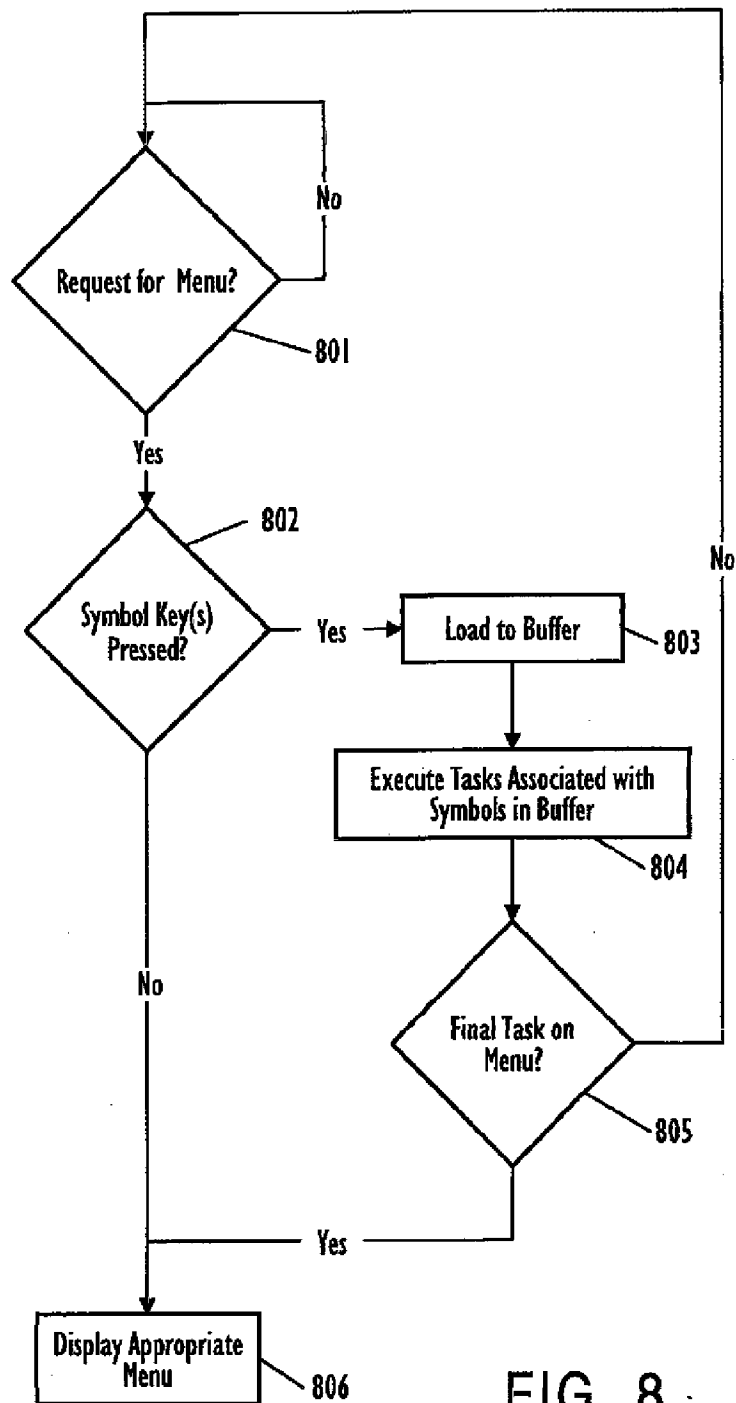 No
Request for Menu?
801
Yes
802
Symbol Key(s)
Pressed?
Yes
Load to Buffer
803
No
Execute Tasks Associated with
Symbols in Buffer
804
No
Final Task on
Menu?
805
Yes
Display Appropriate
Menu
806
FIG. 8